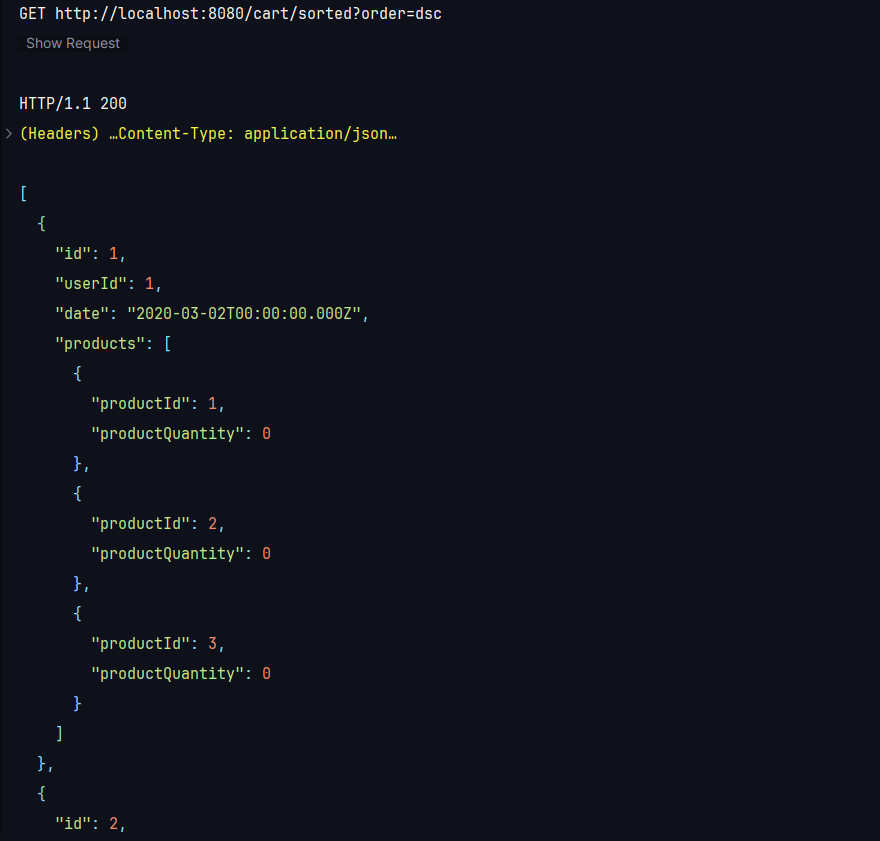 GET http://localhost:8080/cart/sorted?order=dsc
Show Request
HTTP/1.1 200
(Headers) …Content-Type: application/json…
[
  {
    "id": 1,
    "userId": 1,
    "date": "2020-03-02T00:00:00.000Z",
    "products": [
      {
        "productId": 1,
        "productQuantity": 0
      },
      {
        "productId": 2,
        "productQuantity": 0
      },
      {
        "productId": 3,
        "productQuantity": 0
      }
    ]
  },
  {
    "id": 2,